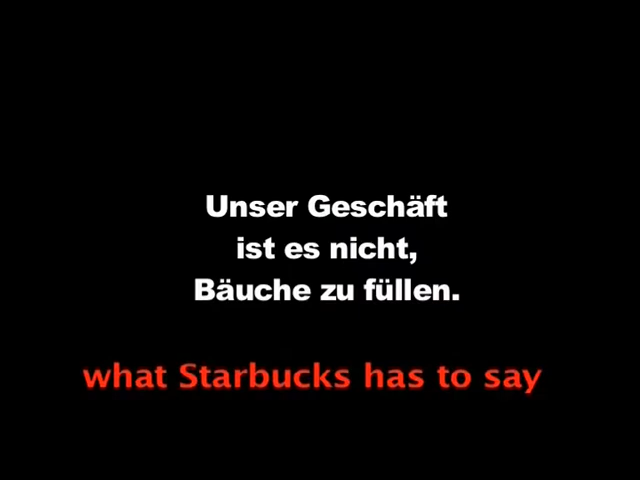 Unser Geschäft
ist es nicht,
Bäuche zu füllen.
what Starbucks has to say